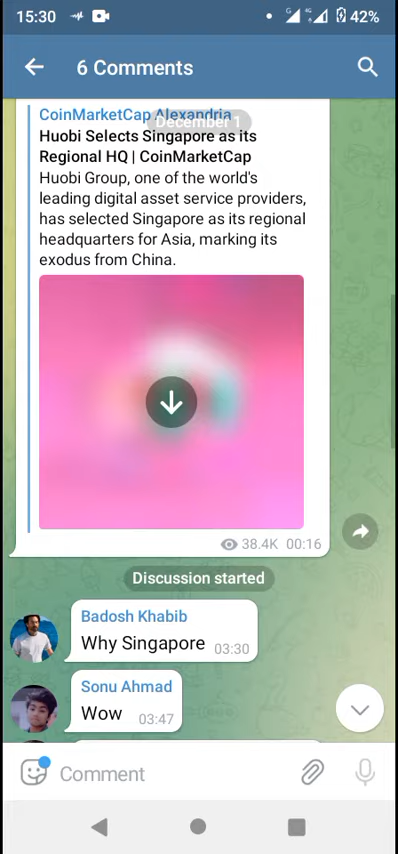 15:30
G
4G
42%
6 Comments
CoinMarketCap Alexandria
December 1
Huobi Selects Singapore as its
Regional HQ | CoinMarketCap
Huobi Group, one of the world's
leading digital asset service providers,
has selected Singapore as its regional
headquarters for Asia, marking its
exodus from China.
38.4K 00:16
Discussion started
Badosh Khabib
Why Singapore 03:30
Sonu Ahmad
Wow 03:47
Comment